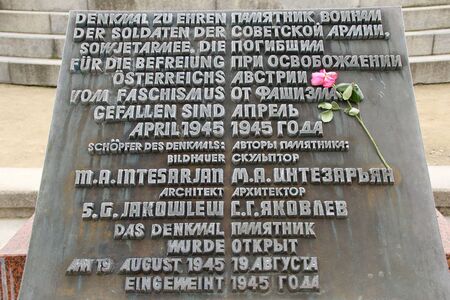 DENKMAL ZU EHREN
DER SOLDATEN DER
SOWJETARMEE, DIE
FÜR DIE BEFREIUNG
ÖSTERREICHS
VOM FASCHISMUS
GEFALLEN SIND
APRIL 1945
SCHÖPFER DES DENKMALS:
BILDHAUER
M.A. INTESARJAN
ARCHITEKT
S.G. JAKOWLEW
DAS DENKMAL
WURDE
AM 19 AUGUST 1945
EINGEWEIHT
ПАМЯТНИК ВОИНАМ
СОВЕТСКОЙ АРМИИ,
ПОГИБШИМ
ПРИ ОСВОБОЖДЕНИИ
АВСТРИИ
ОТ ФАШИЗМА
АПРЕЛЬ
1945 ГОДА
АВТОРЫ ПАМЯТНИКА:
СКУЛЬПТОР
М.А. ИНТЕЗАРЬЯН
АРХИТЕКТОР
С.Г. ЯКОВЛЕВ
ПАМЯТНИК
ОТКРЫТ
19 АВГУСТА
1945 ГОДА